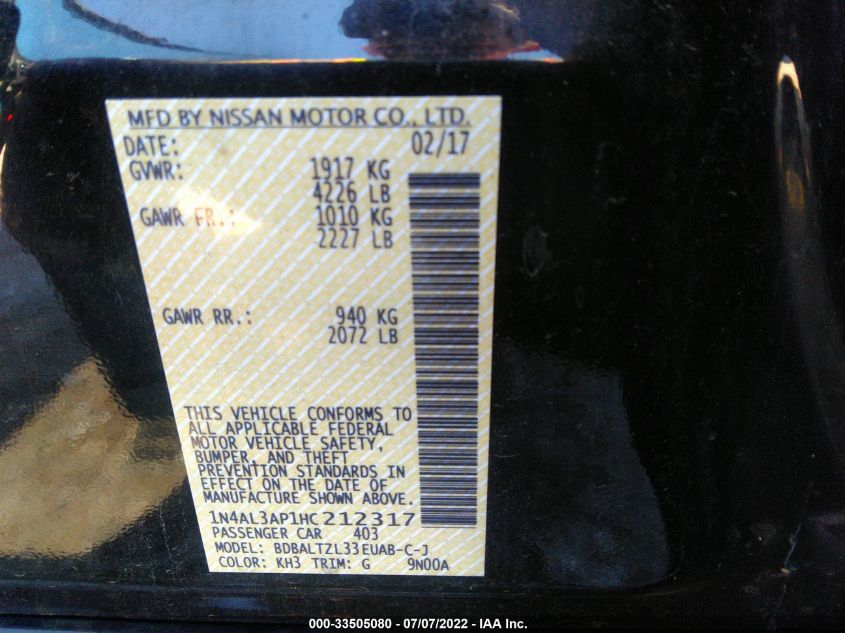 MFD BY NISSAN MOTOR CO., LTD.
DATE: 02/17
GVWR: 1917 KG
4226 LB
GAWR FR.: 1010 KG
2227 LB
GAWR RR.: 940 KG
2072 LB
THIS VEHICLE CONFORMS TO
ALL APPLICABLE FEDERAL
MOTOR VEHICLE SAFETY,
BUMPER, AND THEFT
PREVENTION STANDARDS IN
EFFECT ON THE DATE OF
MANUFACTURE SHOWN ABOVE.
1N4AL3AP1HC212317
PASSENGER CAR 403
MODEL: BDBALTZL33EUAB-C-J
COLOR: KH3 TRIM: G 9N00A
000-33505080 - 07/07/2022 - IAA Inc.